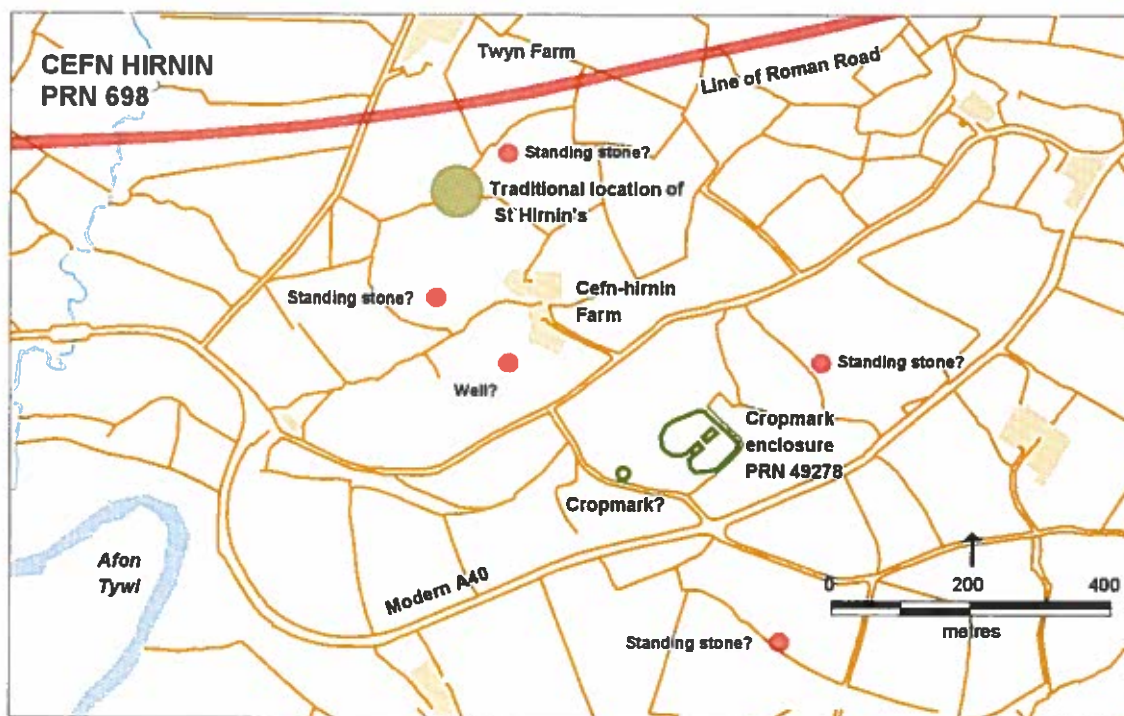 CEFN HIRNIN
PRN 698
Twyn Farm
Line of Roman Road
Standing stone?
Traditional location of
St Hirnin's
Standing stone?
Cefn-hirnin
Farm
Well?
Standing stone?
Cropmark
enclosure
PRN 49278
Cropmark?
Afon
Tywi
Modern A40
0 200 400
metres
Standing stone?